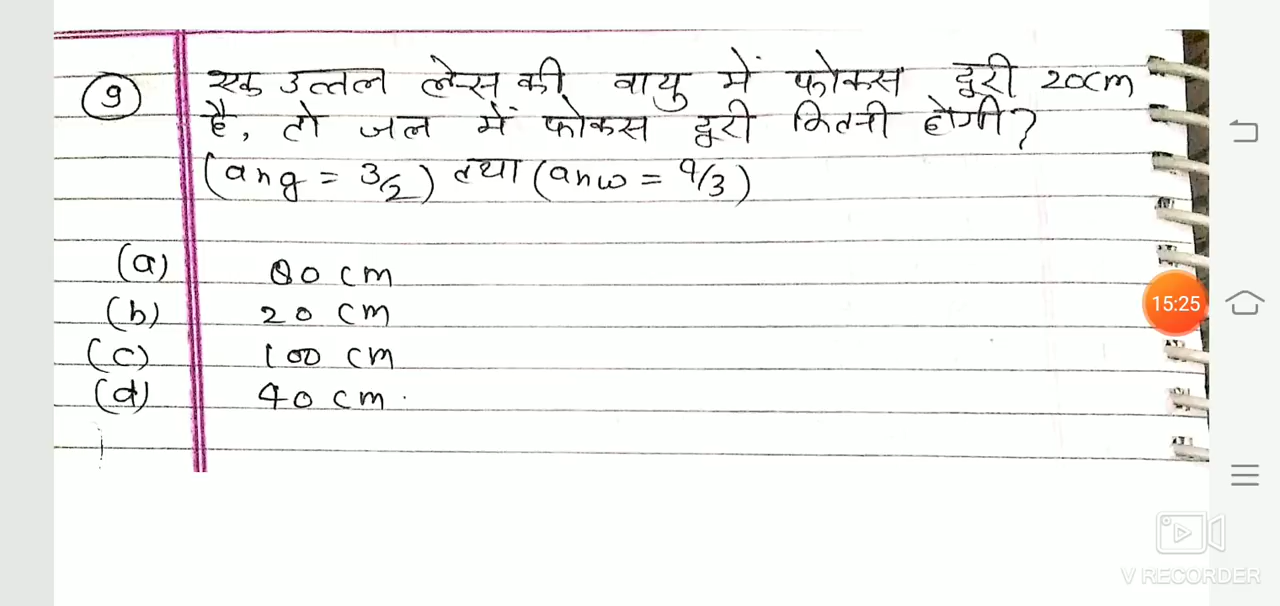 9 एक उत्तल लेन्स की वायु में फोकस दूरी 20cm
है, तो जल में फोकस दूरी कितनी होगी?
(ang = 3/2) तथा (anw = 4/3)
(a) 80 cm
(b) 20 cm
(c) 100 cm
(d) 40 cm.
15:25
V RECORDER